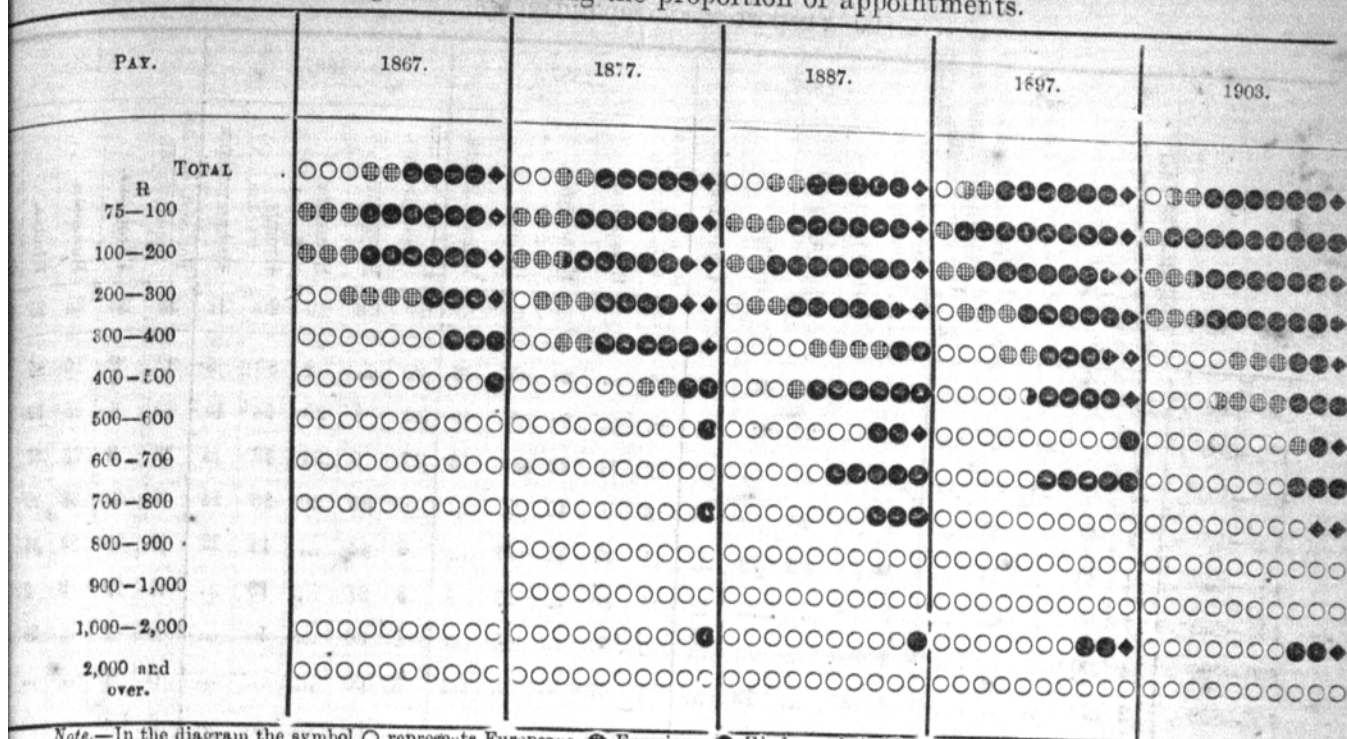 the proportion of appointments.
PAY. 1867. 1877. 1887. 1897. 1903.
TOTAL
R
75—100
100—200
200—300
300—400
400—500
500—600
600—700
700—800
800—900
900—1,000
1,000—2,000
2,000 and
over.
Note.—In the diagram the symbol ○ represents Europeans,